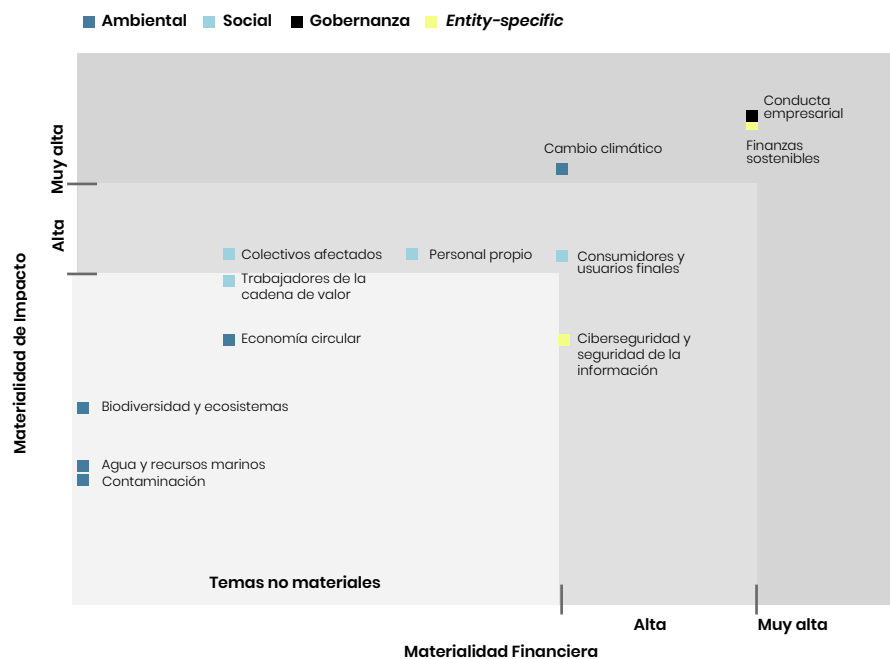 Ambiental Social Gobernanza Entity-specific
Materialidad de Impacto
Muy alta
Alta
Conducta
empresarial
Finanzas
sostenibles
Cambio climático
Colectivos afectados
Personal propio
Consumidores y
usuarios finales
Trabajadores de la
cadena de valor
Economía circular
Ciberseguridad y
seguridad de la
información
Biodiversidad y ecosistemas
Agua y recursos marinos
Contaminación
Temas no materiales
Alta
Muy alta
Materialidad Financiera